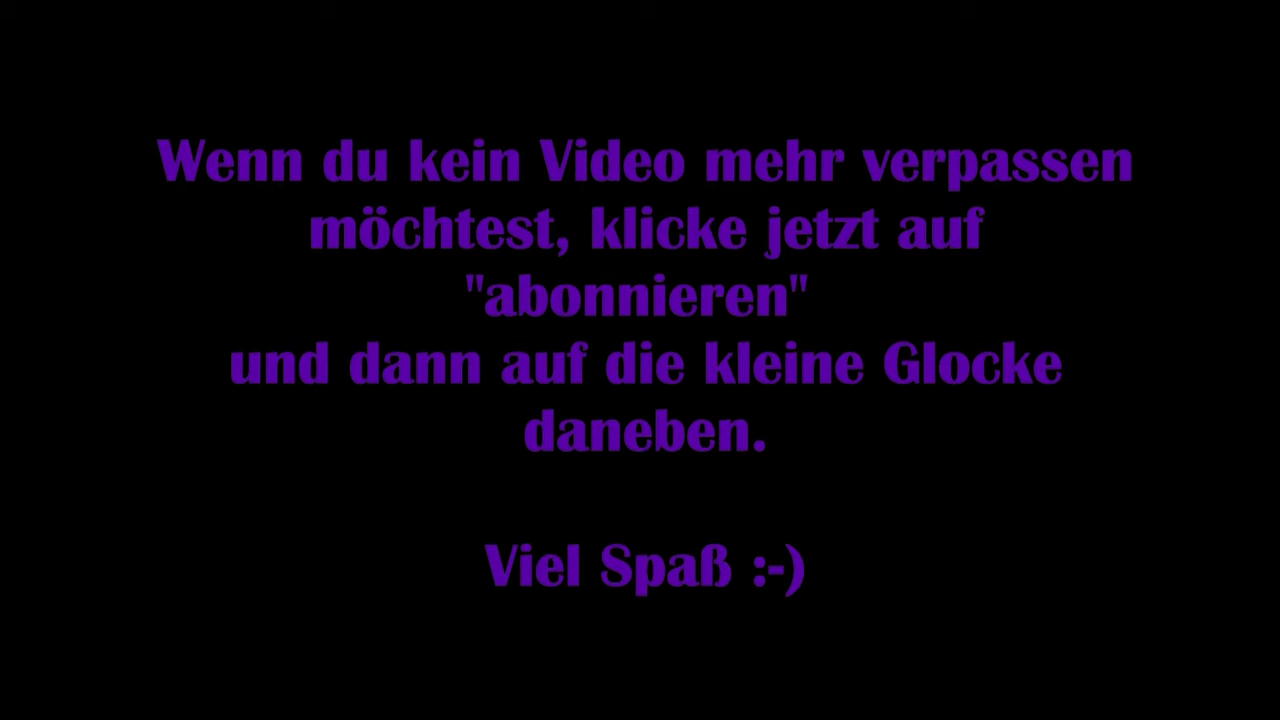 Wenn du kein Video mehr verpassen
möchtest, klicke jetzt auf
"abonnieren"
und dann auf die kleine Glocke
daneben.
Viel Spaß :-)